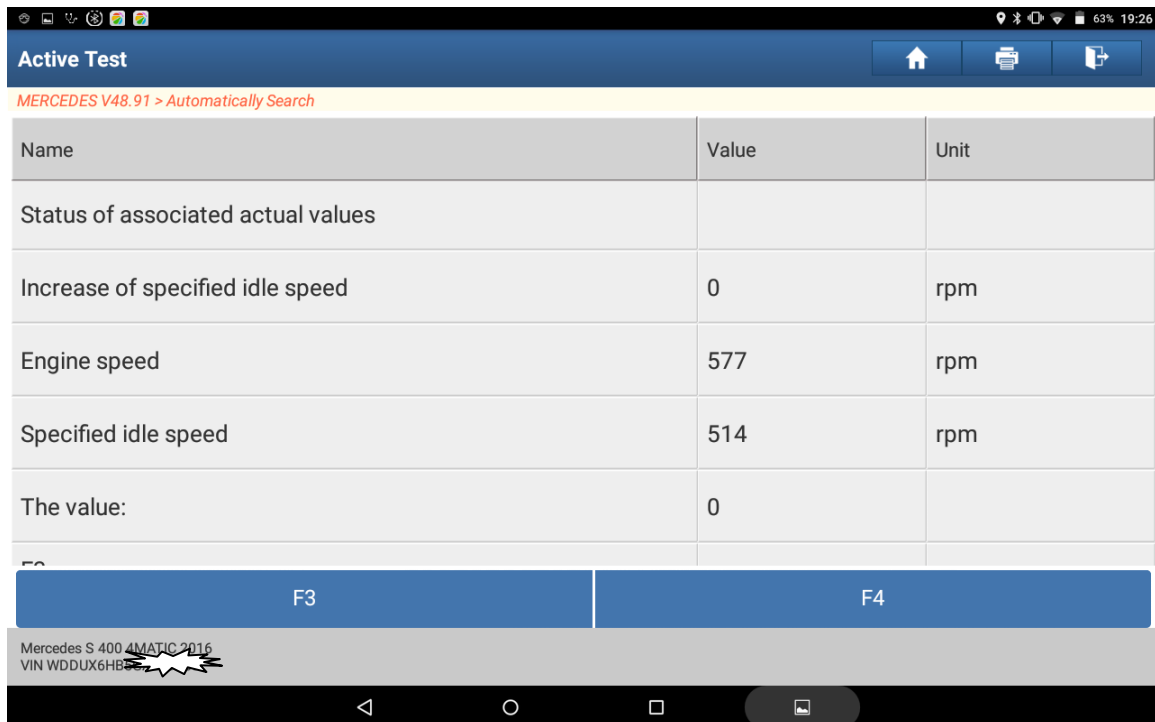 63% 19:26
Active Test
MERCEDES V48.91 > Automatically Search
Name Value Unit
Status of associated actual values
Increase of specified idle speed 0 rpm
Engine speed 577 rpm
Specified idle speed 514 rpm
The value: 0
F3 F4
Mercedes S 400 4MATIC 2016
VIN